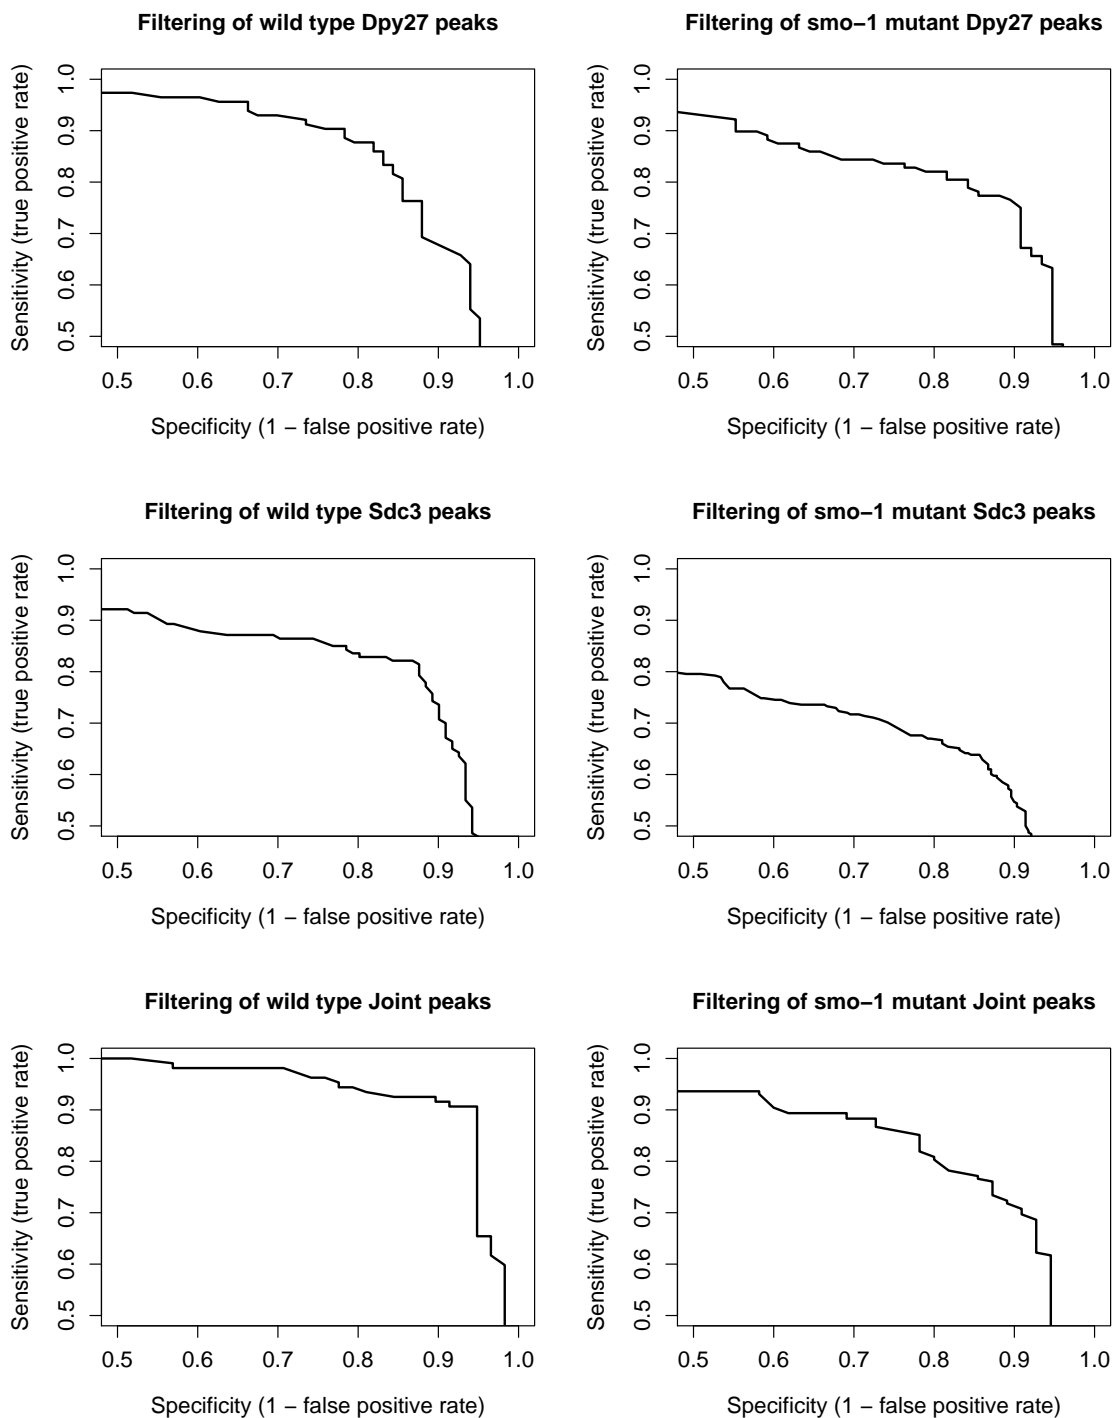 Filtering of wild type Dpy27 peaks
Sensitivity (true positive rate)
1.0
0.9
0.8
0.7
0.6
0.5
0.5 0.6 0.7 0.8 0.9 1.0
Specificity (1 − false positive rate)
Filtering of smo−1 mutant Dpy27 peaks
Sensitivity (true positive rate)
1.0
0.9
0.8
0.7
0.6
0.5
0.5 0.6 0.7 0.8 0.9 1.0
Specificity (1 − false positive rate)
Filtering of wild type Sdc3 peaks
Sensitivity (true positive rate)
1.0
0.9
0.8
0.7
0.6
0.5
0.5 0.6 0.7 0.8 0.9 1.0
Specificity (1 − false positive rate)
Filtering of smo−1 mutant Sdc3 peaks
Sensitivity (true positive rate)
1.0
0.9
0.8
0.7
0.6
0.5
0.5 0.6 0.7 0.8 0.9 1.0
Specificity (1 − false positive rate)
Filtering of wild type Joint peaks
Sensitivity (true positive rate)
1.0
0.9
0.8
0.7
0.6
0.5
0.5 0.6 0.7 0.8 0.9 1.0
Specificity (1 − false positive rate)
Filtering of smo−1 mutant Joint peaks
Sensitivity (true positive rate)
1.0
0.9
0.8
0.7
0.6
0.5
0.5 0.6 0.7 0.8 0.9 1.0
Specificity (1 − false positive rate)